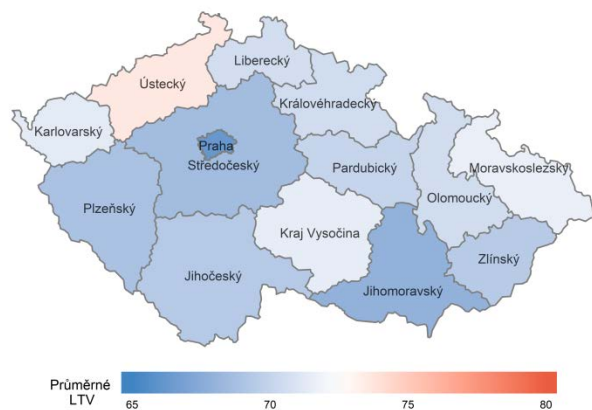 Liberecký
Ústecký
Královéhradecký
Karlovarský
Praha
Středočeský
Pardubický
Moravskoslezský
Olomoucký
Plzeňský
Kraj Vysočina
Zlínský
Jihočeský
Jihomoravský
Průměrné
LTV
65 70 75 80